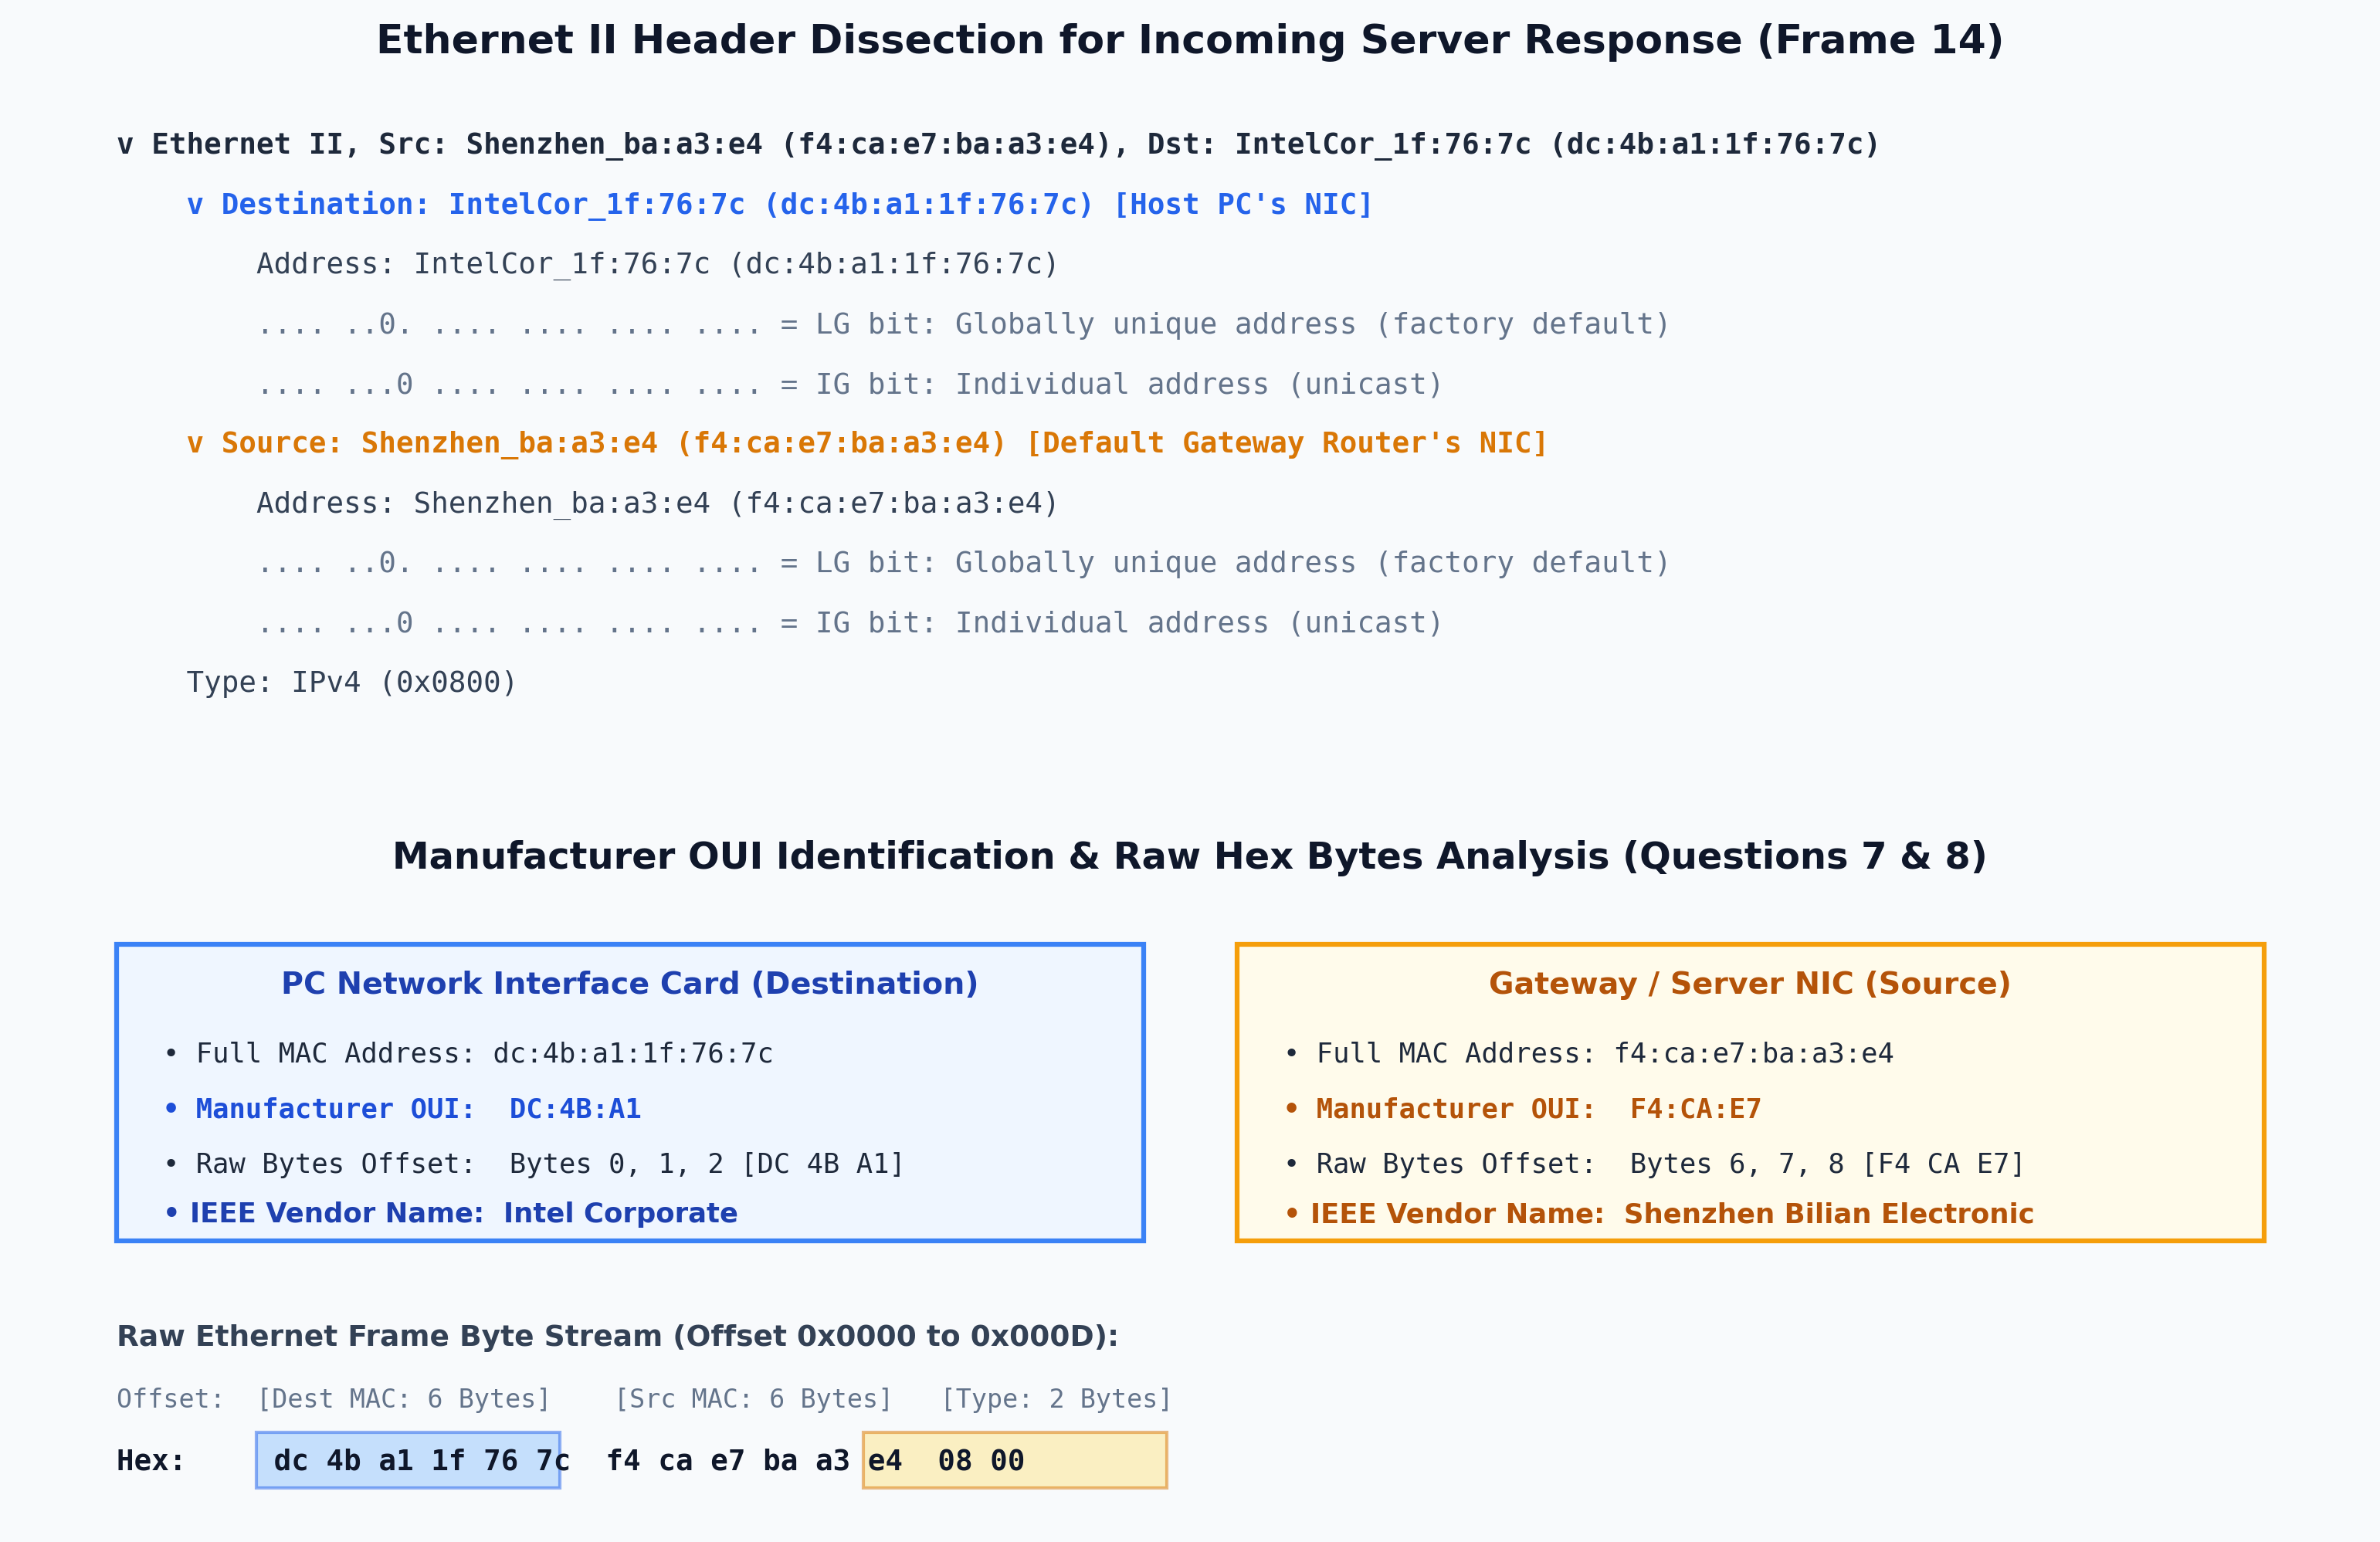 Ethernet II Header Dissection for Incoming Server Response (Frame 14)
v Ethernet II, Src: Shenzhen_ba:a3:e4 (f4:ca:e7:ba:a3:e4), Dst: IntelCor_1f:76:7c (dc:4b:a1:1f:76:7c)
v Destination: IntelCor_1f:76:7c (dc:4b:a1:1f:76:7c) [Host PC's NIC]
Address: IntelCor_1f:76:7c (dc:4b:a1:1f:76:7c)
.... ..0. .... .... .... .... = LG bit: Globally unique address (factory default)
.... ...0 .... .... .... .... = IG bit: Individual address (unicast)
v Source: Shenzhen_ba:a3:e4 (f4:ca:e7:ba:a3:e4) [Default Gateway Router's NIC]
Address: Shenzhen_ba:a3:e4 (f4:ca:e7:ba:a3:e4)
.... ..0. .... .... .... .... = LG bit: Globally unique address (factory default)
.... ...0 .... .... .... .... = IG bit: Individual address (unicast)
Type: IPv4 (0x0800)
Manufacturer OUI Identification & Raw Hex Bytes Analysis (Questions 7 & 8)
PC Network Interface Card (Destination)
• Full MAC Address: dc:4b:a1:1f:76:7c
• Manufacturer OUI:  DC:4B:A1
• Raw Bytes Offset:  Bytes 0, 1, 2 [DC 4B A1]
• IEEE Vendor Name:  Intel Corporate
Gateway / Server NIC (Source)
• Full MAC Address: f4:ca:e7:ba:a3:e4
• Manufacturer OUI:  F4:CA:E7
• Raw Bytes Offset:  Bytes 6, 7, 8 [F4 CA E7]
• IEEE Vendor Name:  Shenzhen Bilian Electronic
Raw Ethernet Frame Byte Stream (Offset 0x0000 to 0x000D):
Offset:  [Dest MAC: 6 Bytes]    [Src MAC: 6 Bytes]   [Type: 2 Bytes]
Hex:     dc 4b a1 1f 76 7c  f4 ca e7 ba a3 e4  08 00